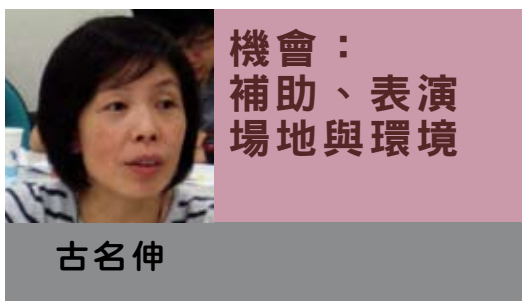 機會：
補助、表演
場地與環境
古名伸